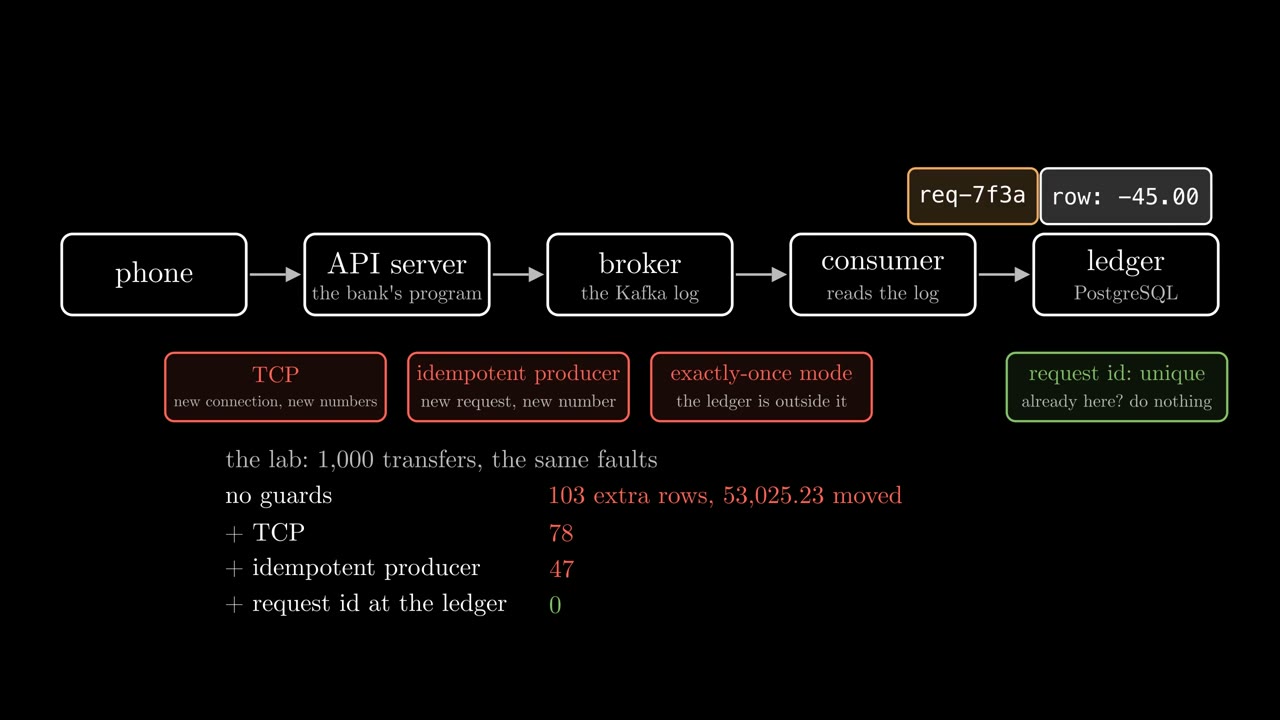 req-7f3a
row: -45.00
phone
API server
the bank's program
broker
the Kafka log
consumer
reads the log
ledger
PostgreSQL
TCP
new connection, new numbers
idempotent producer
new request, new number
exactly-once mode
the ledger is outside it
request id: unique
already here? do nothing
the lab: 1,000 transfers, the same faults
no guards 103 extra rows, 53,025.23 moved
+ TCP 78
+ idempotent producer 47
+ request id at the ledger 0